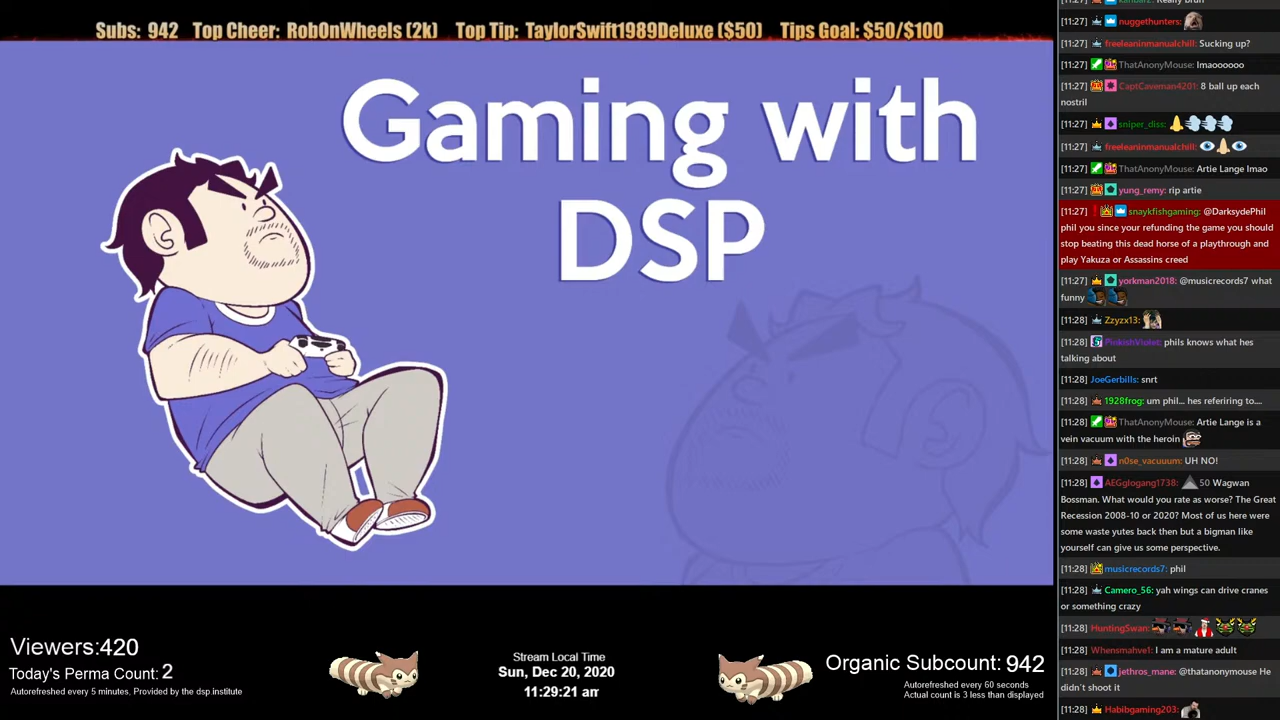 Subs: 942 Top Cheer: RobOnWheels (2k) Top Tip: TaylorSwift1989Deluxe ($50) Tips Goal: $50/$100
Gaming with
DSP
Viewers:420
Today's Perma Count: 2
Autorefreshed every 5 minutes, Provided by the dsp.institute
Stream Local Time
Sun, Dec 20, 2020
11:29:21 am
Organic Subcount: 942
Autorefreshed every 60 seconds
Actual count is 3 less than displayed
[11:27] nuggethunters:
[11:27] freeleaninmanualchill: Sucking up?
[11:27] ThatAnonyMouse: lmaoooooo
[11:27] CaptCaveman4201: 8 ball up each
nostril
[11:27] sniper_diss:
[11:27] freeleaninmanualchill:
[11:27] ThatAnonyMouse: Artie Lange lmao
[11:27] yung_remy: rip artie
[11:27] snaykfishgaming: @DarksydePhil
phil you since your refunding the game you should
stop beating this dead horse of a playthrough and
play Yakuza or Assassins creed
[11:27] yorkman2018: @musicrecords7 what
funny
[11:28] Zzyzx13:
[11:28] PinkishViolet: phils knows what hes
talking about
[11:28] JoeGerbills: snrt
[11:28] 1928frog: um phil... hes referiring to....
[11:28] ThatAnonyMouse: Artie Lange is a
vein vacuum with the heroin
[11:28] n0se_vacuum: UH NO!
[11:28] AEGglogang1738: 50 Wagwan
Bossman. What would you rate as worse? The Great
Recession 2008-10 or 2020? Most of us here were
some waste yutes back then but a bigman like
yourself can give us some perspective.
[11:28] musicrecords7: phil
[11:28] Camero_56: yah wings can drive cranes
or something crazy
[11:28] HuntingSwan:
[11:28] Whensmahve1: I am a mature adult
[11:28] jethros_mane: @thatanonymouse He
didn't shoot it
[11:28] Habibgaming203: